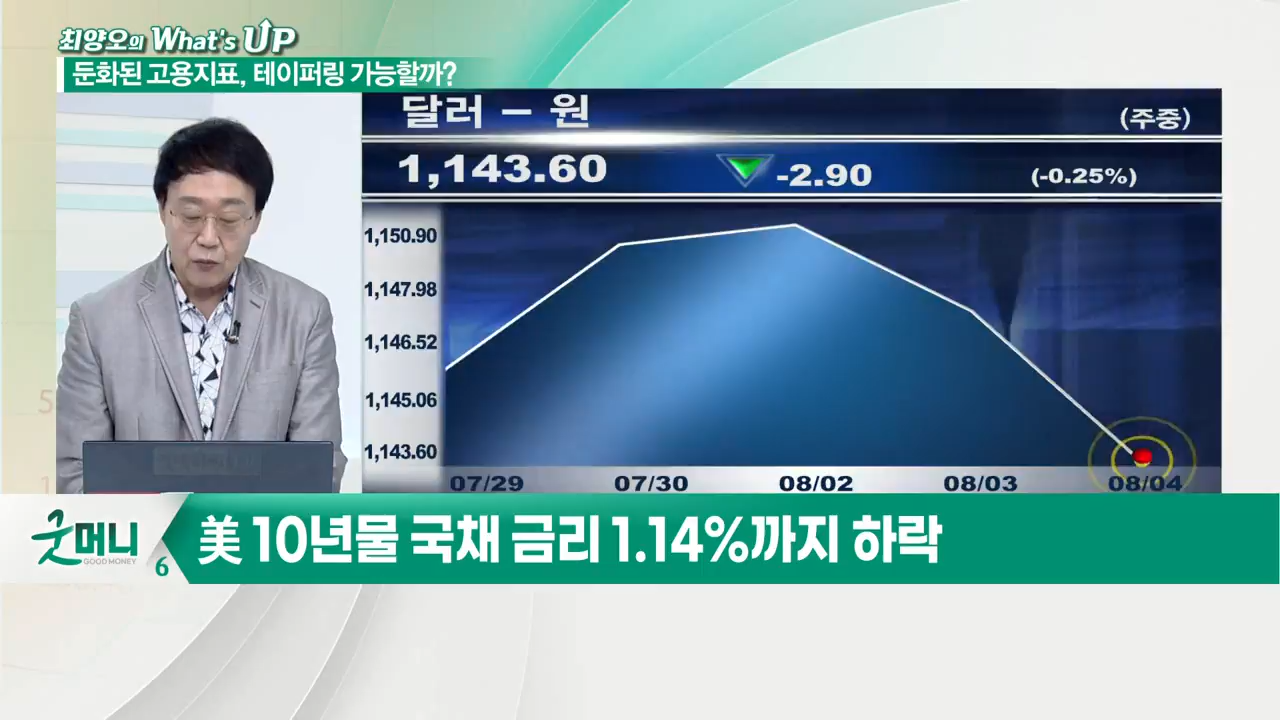 최양오의 What's UP
둔화된 고용지표, 테이퍼링 가능할까?
달러 – 원
(주중)
1,143.60
-2.90
(-0.25%)
1,150.90
1,147.98
1,146.52
1,145.06
1,143.60
07/29
07/30
08/02
08/03
08/04
굿머니
GOOD MONEY
6
美 10년물 국채 금리 1.14%까지 하락